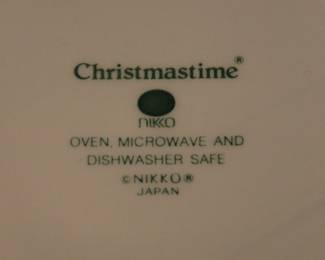 Christmastime®
NIKKO
OVEN, MICROWAVE AND
DISHWASHER SAFE
©NIKKO®
JAPAN